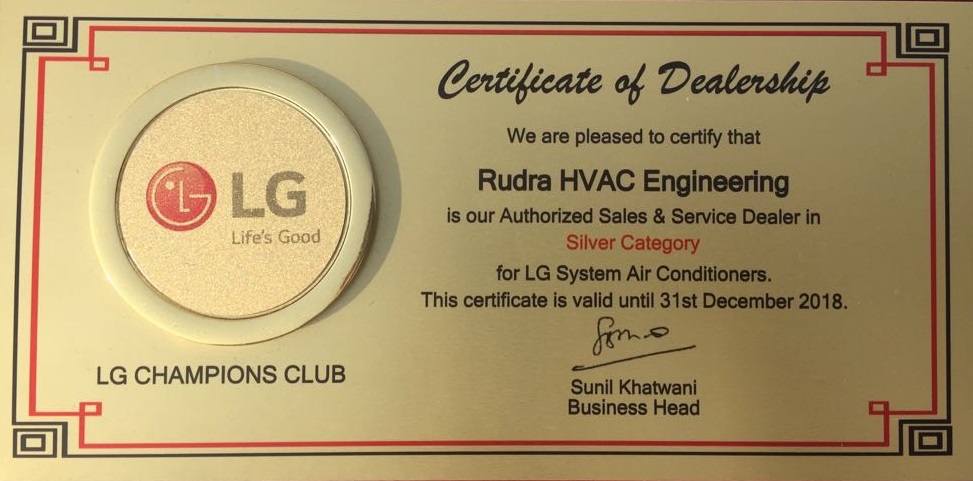 LG
Life's Good
LG CHAMPIONS CLUB
Certificate of Dealership
We are pleased to certify that
Rudra HVAC Engineering
is our Authorized Sales & Service Dealer in
Silver Category
for LG System Air Conditioners.
This certificate is valid until 31st December 2018.
Sunil Khatwani
Business Head